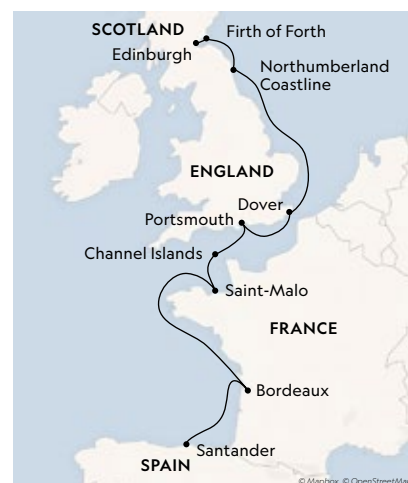 SCOTLAND
Firth of Forth
Edinburgh
Northumberland
Coastline
ENGLAND
Dover
Portsmouth
Channel Islands
Saint-Malo
FRANCE
Bordeaux
Santander
SPAIN
© Mapbox, © OpenStreetMap